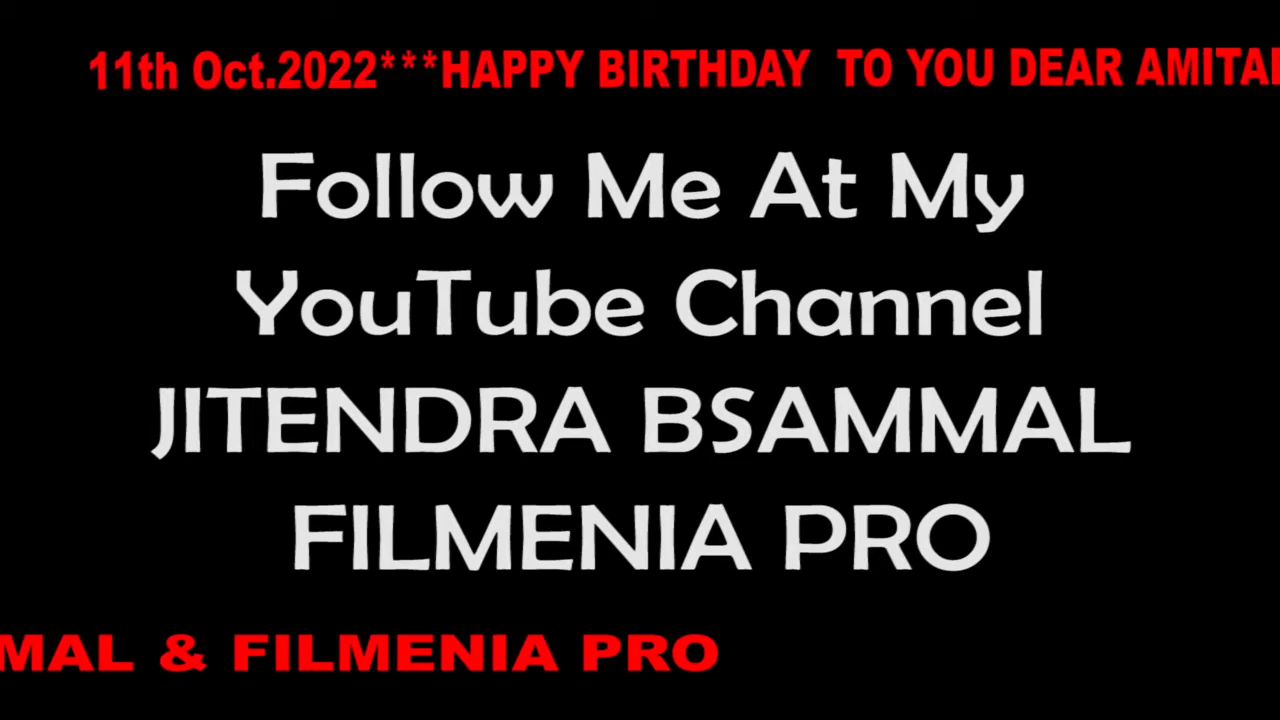 11th Oct.2022***HAPPY BIRTHDAY TO YOU DEAR
Follow Me At My
YouTube Channel
JITENDRA BSAMMAL
FILMENIA PRO
MAL & FILMENIA PRO